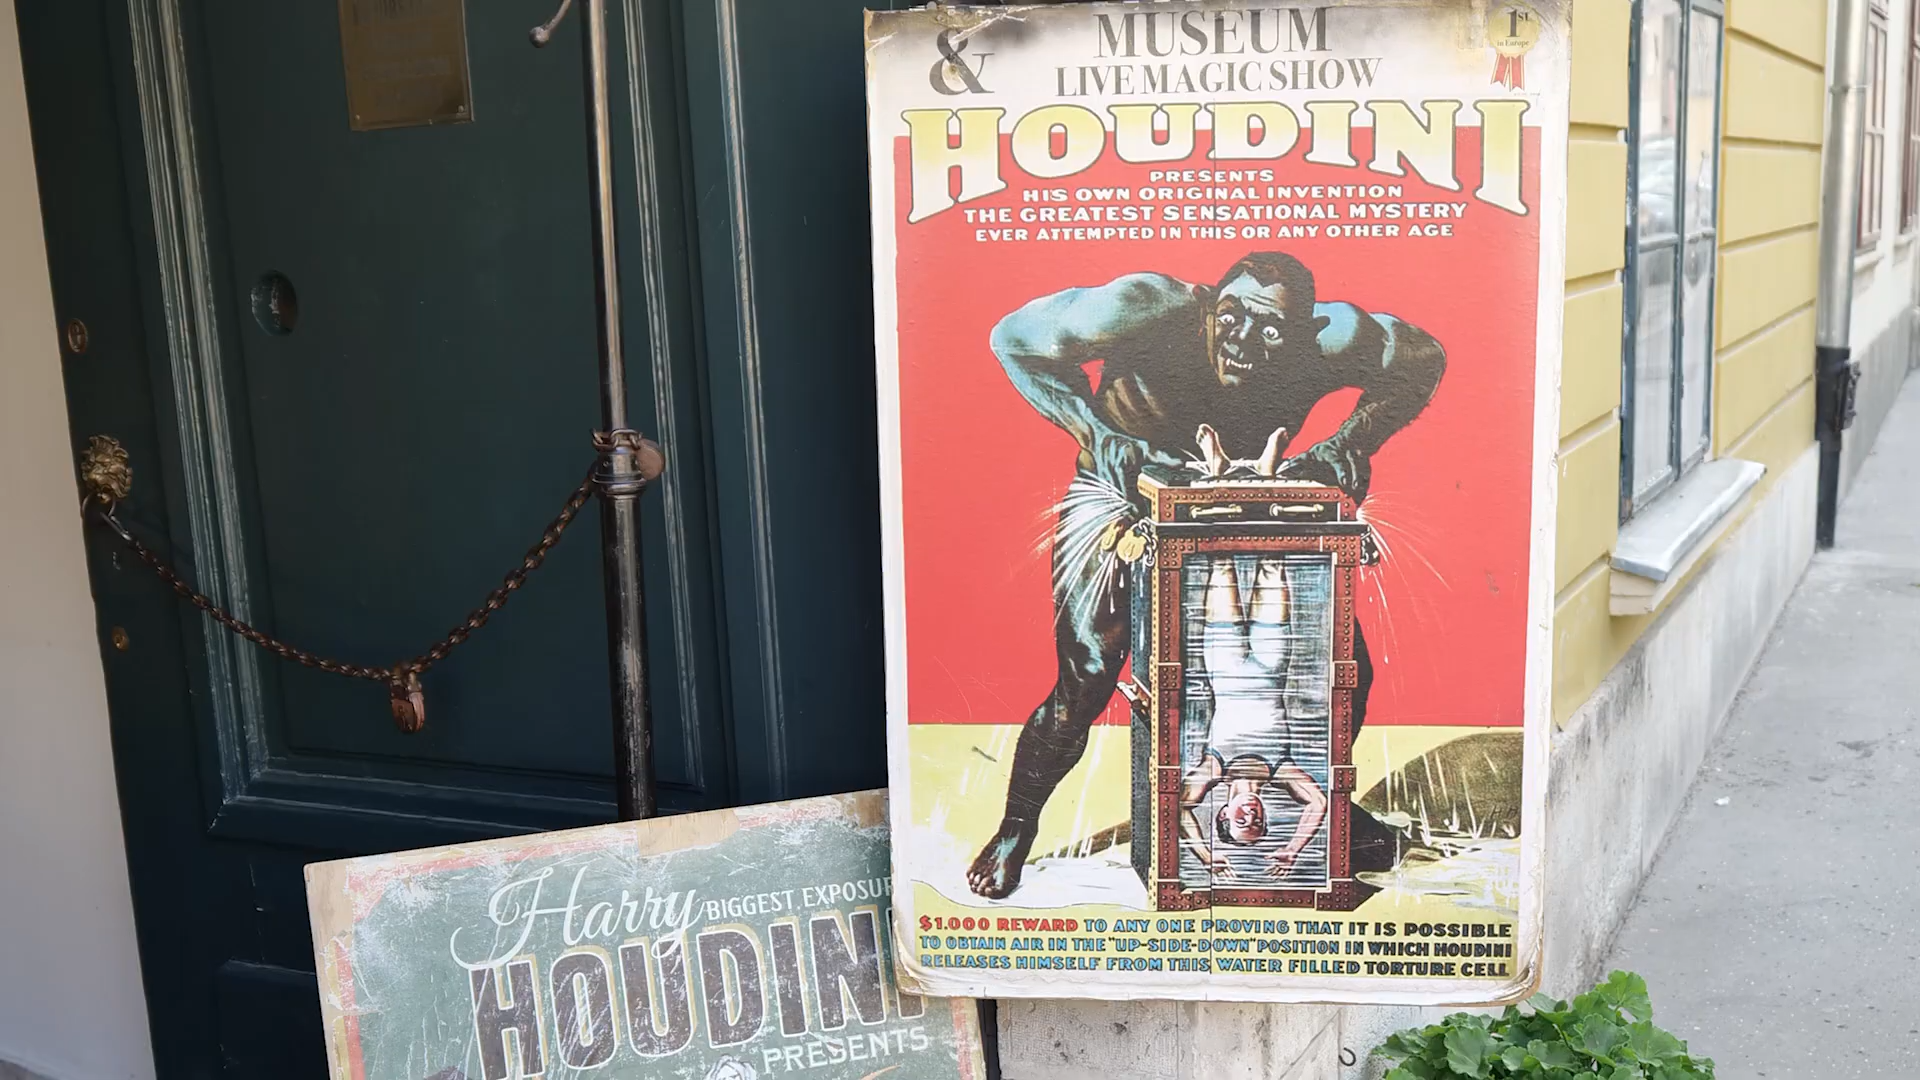 &
MUSEUM
LIVE MAGIC SHOW
1ST
in Europe
HOUDINI
PRESENTS
HIS OWN ORIGINAL INVENTION
THE GREATEST SENSATIONAL MYSTERY
EVER ATTEMPTED IN THIS OR ANY OTHER AGE
$1.000 REWARD TO ANY ONE PROVING THAT IT IS POSSIBLE
TO OBTAIN AIR IN THE "UP-SIDE-DOWN" POSITION IN WHICH HOUDINI
RELEASES HIMSELF FROM THIS WATER FILLED TORTURE CELL
Harry BIGGEST EXPOSU
HOUDINI
PRESENTS